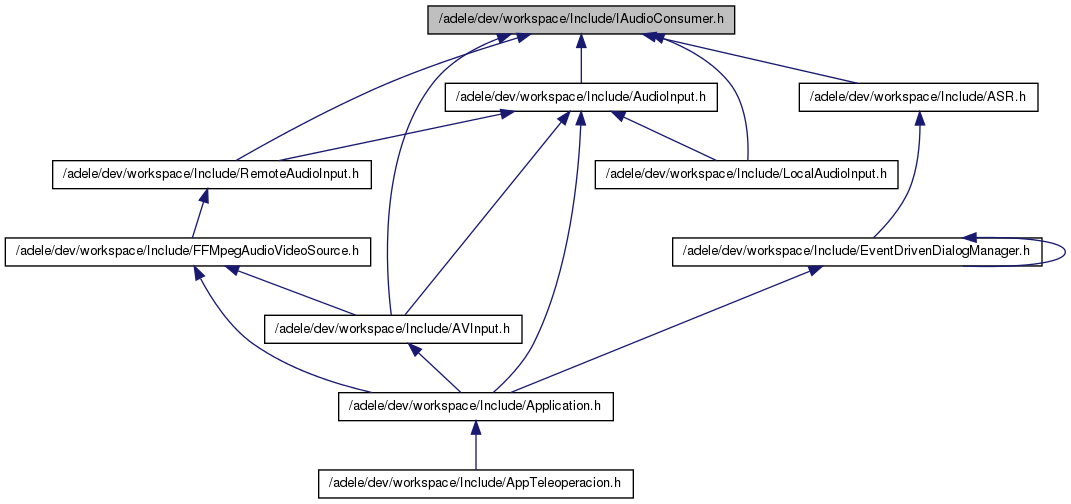 /adele/dev/workspace/Include/IAudioConsumer.h
/adele/dev/workspace/Include/AudioInput.h
/adele/dev/workspace/Include/ASR.h
/adele/dev/workspace/Include/RemoteAudioInput.h
/adele/dev/workspace/Include/LocalAudioInput.h
/adele/dev/workspace/Include/FFMpegAudioVideoSource.h
/adele/dev/workspace/Include/EventDrivenDialogManager.h
/adele/dev/workspace/Include/AVInput.h
/adele/dev/workspace/Include/Application.h
/adele/dev/workspace/Include/AppTeleoperacion.h